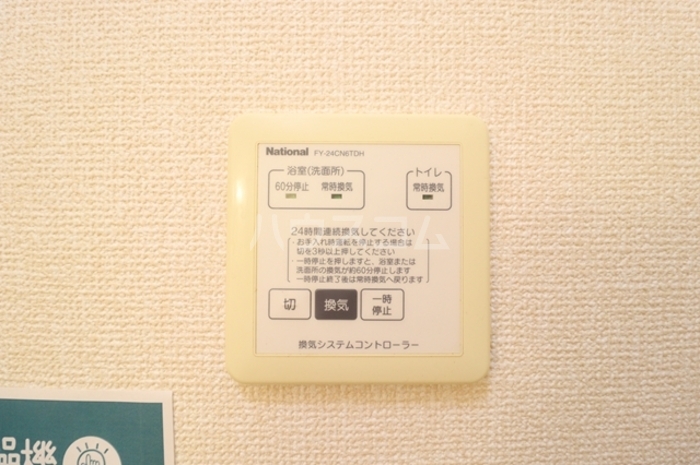 National FY-24CN6TDH
浴室(洗面所)
トイレ
60分停止 常時換気
常時換気
24時間連続換気してください
・お手入れ時運転を停止する場合は
切を3秒以上押してください
・一時停止を押しますと、浴室または
洗面所の換気が約60分停止します
一時停止終了後は常時換気へ戻ります
切
換気
一時
停止
換気システムコントローラー
ハウスコム
品機